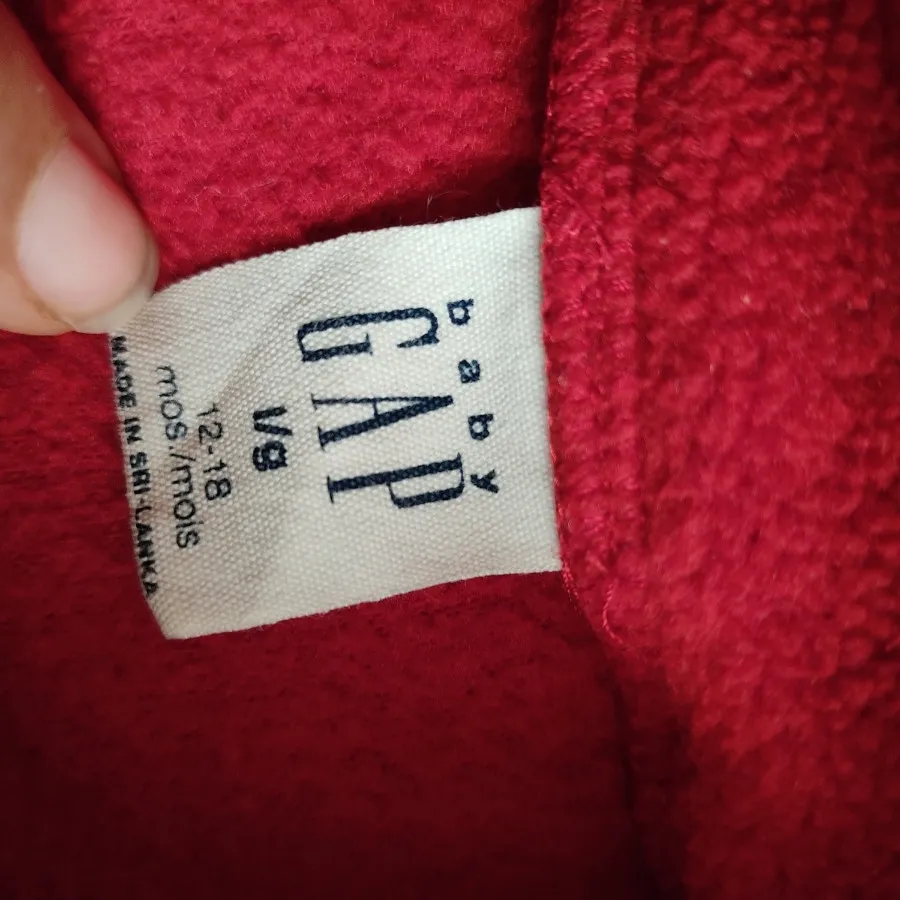 baby
GAP
l/g
12-18
mos/mois
MADE IN SRI-LANKA